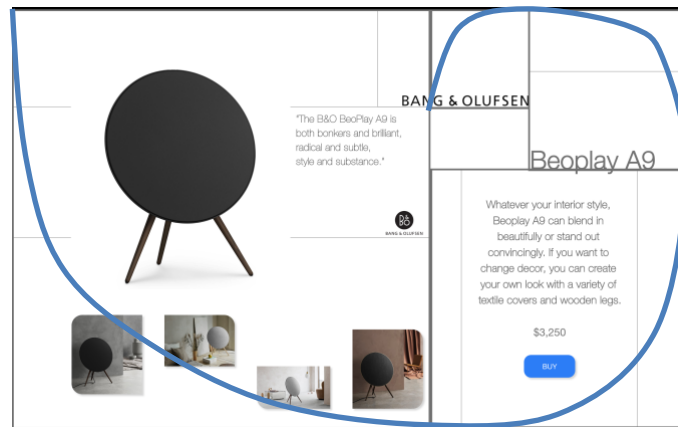 BANG & OLUFSEN
"The B&O BeoPlay A9 is
both bonkers and brilliant,
radical and subtle,
style and substance."
B&O
BANG & OLUFSEN
Beoplay A9
Whatever your interior style,
Beoplay A9 can blend in
beautifully or stand out
convincingly. If you want to
change decor, you can create
your own look with a variety of
textile covers and wooden legs.
$3,250
BUY